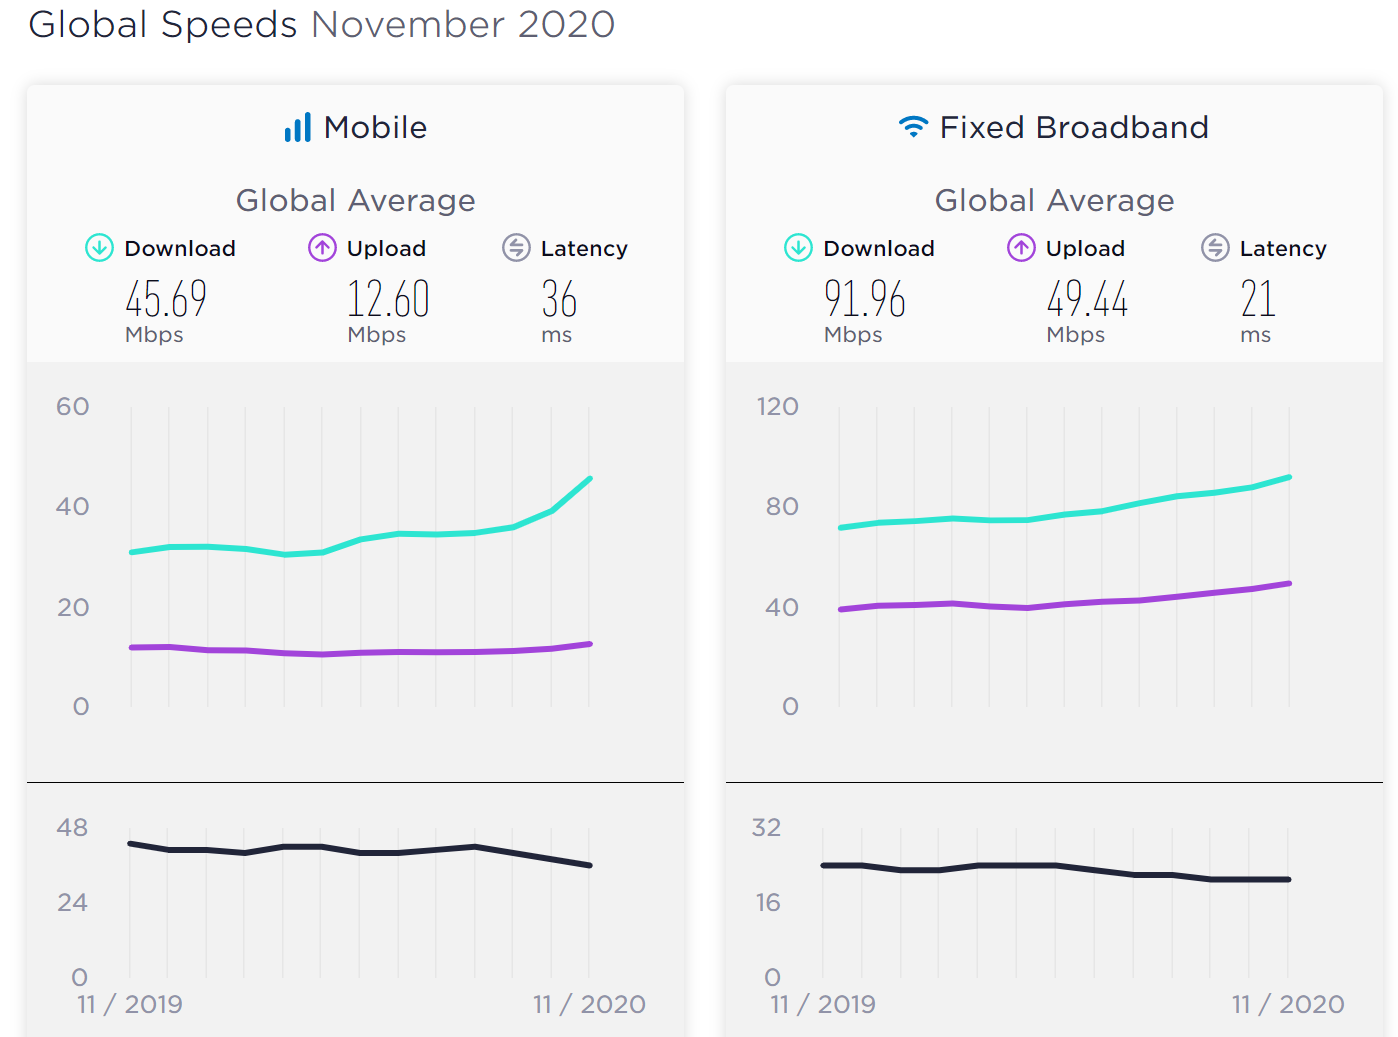 Global Speeds November 2020
Mobile
Global Average
Download Upload Latency
45.69 12.60 36
Mbps Mbps ms
60
40
20
0
48
24
0
11 / 2019 11 / 2020
Fixed Broadband
Global Average
Download Upload Latency
91.96 49.44 21
Mbps Mbps ms
120
80
40
0
32
16
0
11 / 2019 11 / 2020